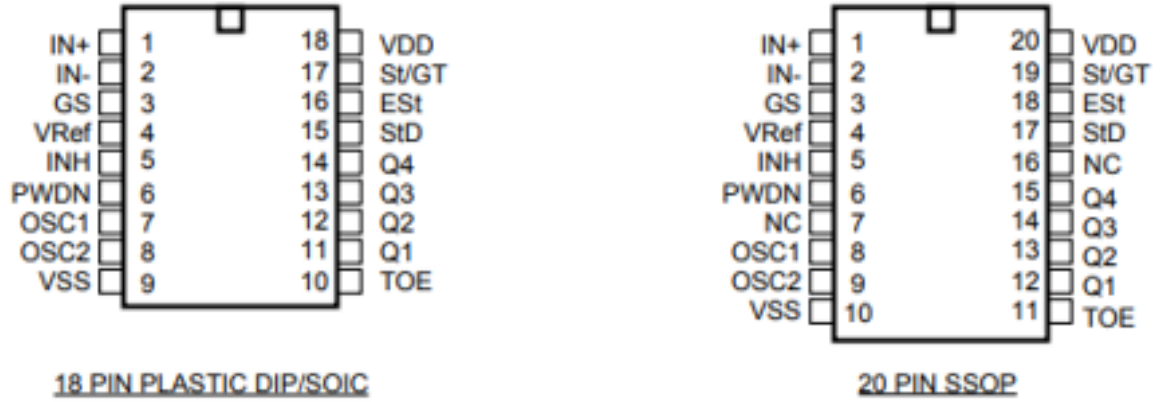 IN+ 1 18 VDD
IN- 2 17 St/GT
GS 3 16 ESt
VRef 4 15 StD
INH 5 14 Q4
PWDN 6 13 Q3
OSC1 7 12 Q2
OSC2 8 11 Q1
VSS 9 10 TOE
18 PIN PLASTIC DIP/SOIC
IN+ 1 20 VDD
IN- 2 19 St/GT
GS 3 18 ESt
VRef 4 17 StD
INH 5 16 NC
PWDN 6 15 Q4
NC 7 14 Q3
OSC1 8 13 Q2
OSC2 9 12 Q1
VSS 10 11 TOE
20 PIN SSOP